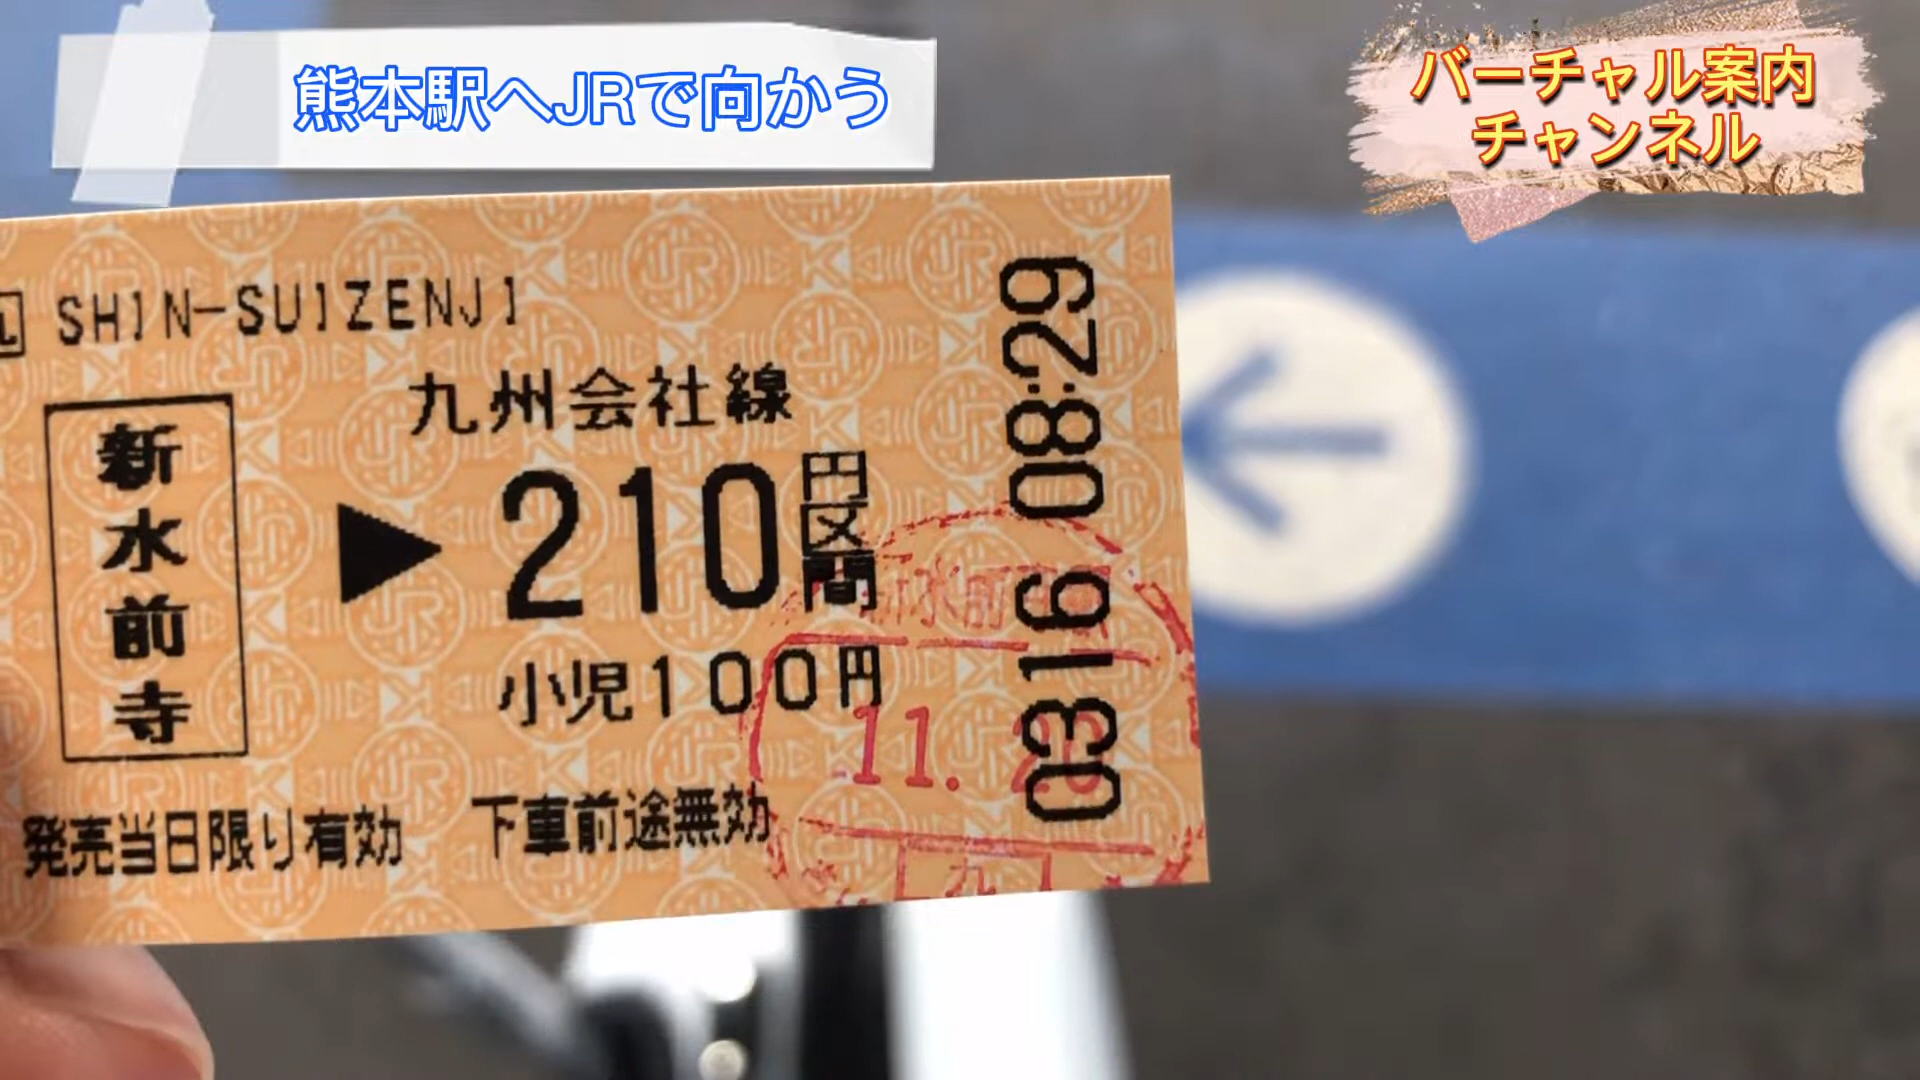 熊本駅へJRで向かう
バーチャル案内
チャンネル
SHIN-SUIZENJI
九州会社線
新水前寺
▶210円区間
小児100円
発売当日限り有効 下車前途無効
0316 08:29
11.